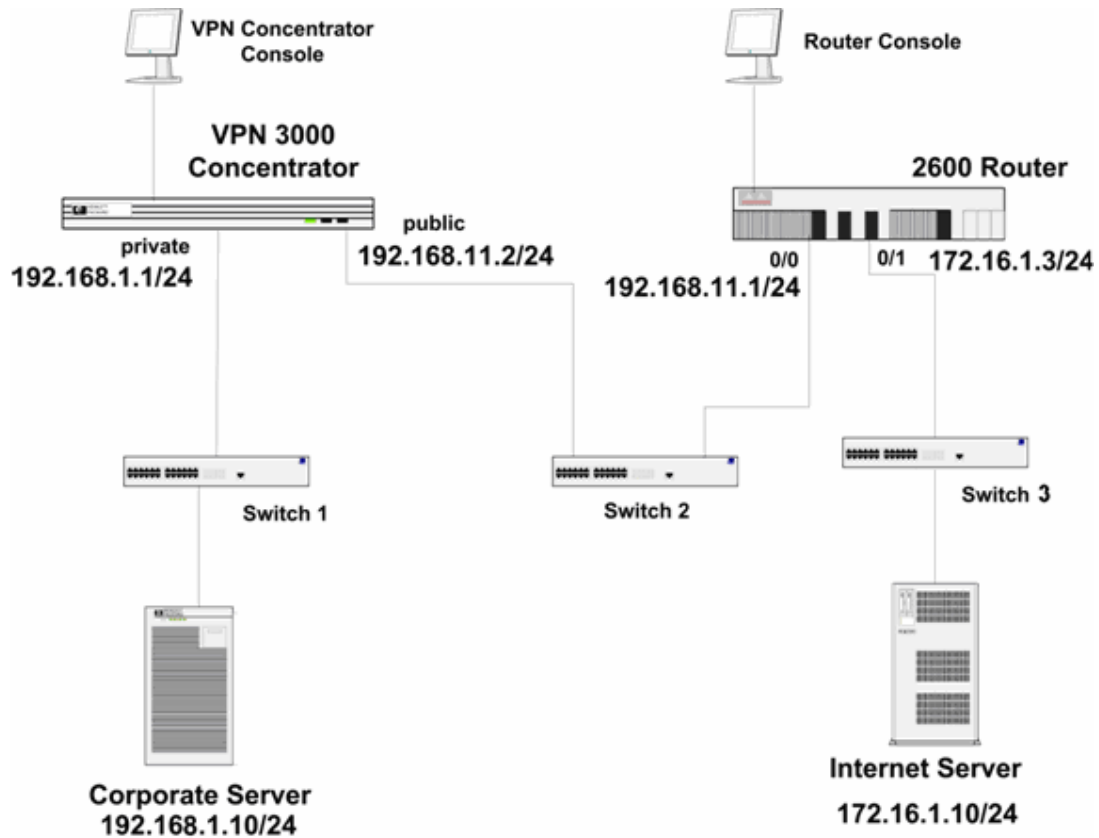 VPN Concentrator
Console
Router Console
VPN 3000
Concentrator
2600 Router
private
192.168.1.1/24
public
192.168.11.2/24
0/0
192.168.11.1/24
0/1
172.16.1.3/24
Switch 1
Switch 2
Switch 3
Corporate Server
192.168.1.10/24
Internet Server
172.16.1.10/24